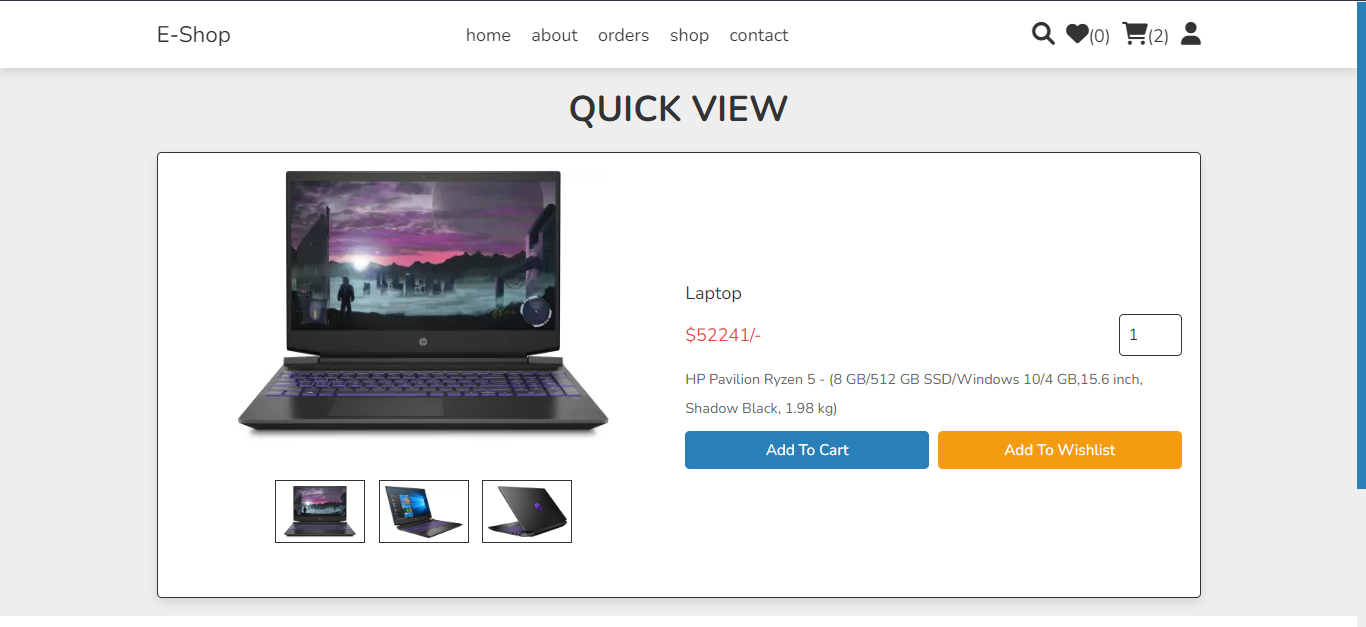 E-Shop
home about orders shop contact
(0)
(2)
QUICK VIEW
hp
Laptop
$52241/-
1
HP Pavilion Ryzen 5 - (8 GB/512 GB SSD/Windows 10/4 GB,15.6 inch,
Shadow Black, 1.98 kg)
Add To Cart
Add To Wishlist